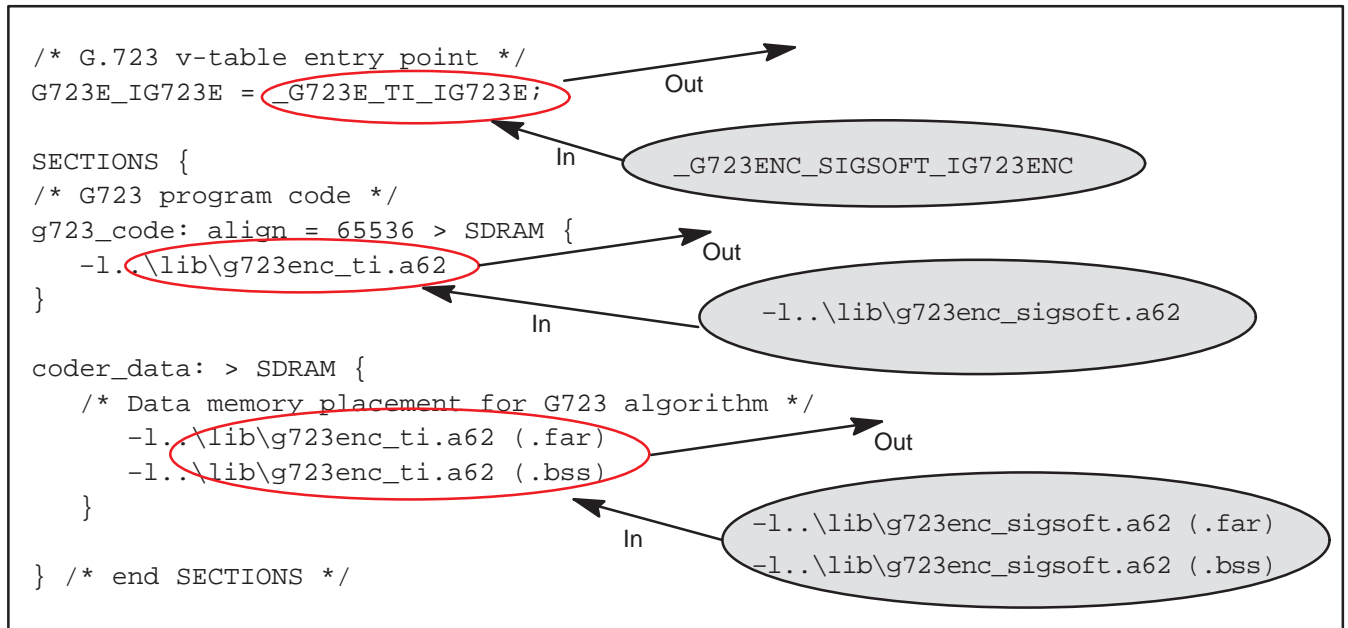 /* G.723 v-table entry point */
Out
G723E_IG723E = _G723E_TI_IG723E;
In
_G723ENC_SIGSOFT_IG723ENC
SECTIONS {
/* G723 program code */
g723_code: align = 65536 > SDRAM {
Out
–l..\lib\g723enc_ti.a62
}
In
–l..\lib\g723enc_sigsoft.a62
coder_data: > SDRAM {
/* Data memory placement for G723 algorithm */
–l..\lib\g723enc_ti.a62 (.far)
Out
–l..\lib\g723enc_ti.a62 (.bss)
}
In
–l..\lib\g723enc_sigsoft.a62 (.far)
–l..\lib\g723enc_sigsoft.a62 (.bss)
} /* end SECTIONS */